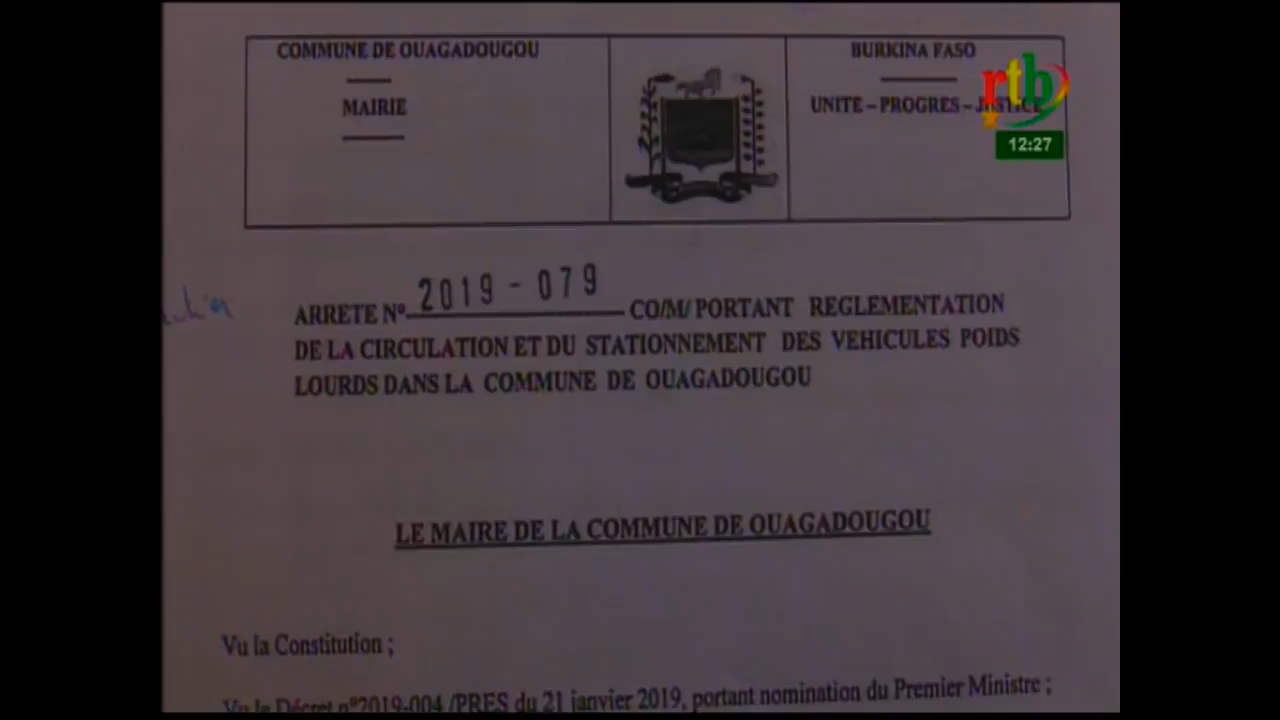 COMMUNE DE OUAGADOUGOU
MAIRIE
BURKINA FASO
UNITE – PROGRES – JUSTICE
rtb
12:27
ARRETE N° 2019 - 079 CO/M/ PORTANT REGLEMENTATION
DE LA CIRCULATION ET DU STATIONNEMENT DES VEHICULES POIDS
LOURDS DANS LA COMMUNE DE OUAGADOUGOU
LE MAIRE DE LA COMMUNE DE OUAGADOUGOU
Vu la Constitution ;
Vu le Décret n°2019-004 /PRES du 21 janvier 2019, portant nomination du Premier Ministre ;